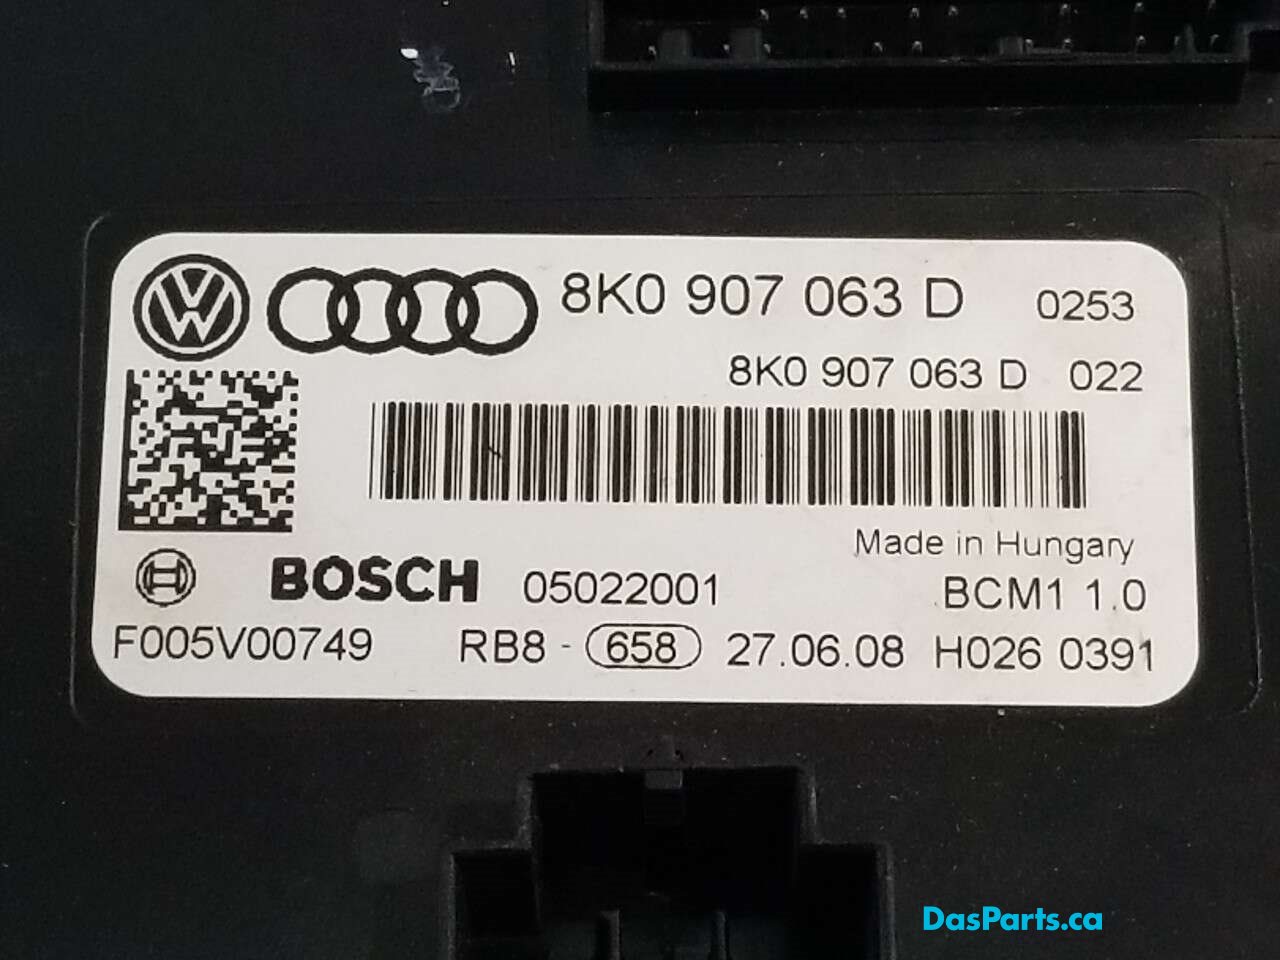 8K0 907 063 D 0253
8K0 907 063 D 022
Made in Hungary
BOSCH 05022001 BCM1 1.0
F005V00749 RB8 - 658 27.06.08 H026 0391
DasParts.ca